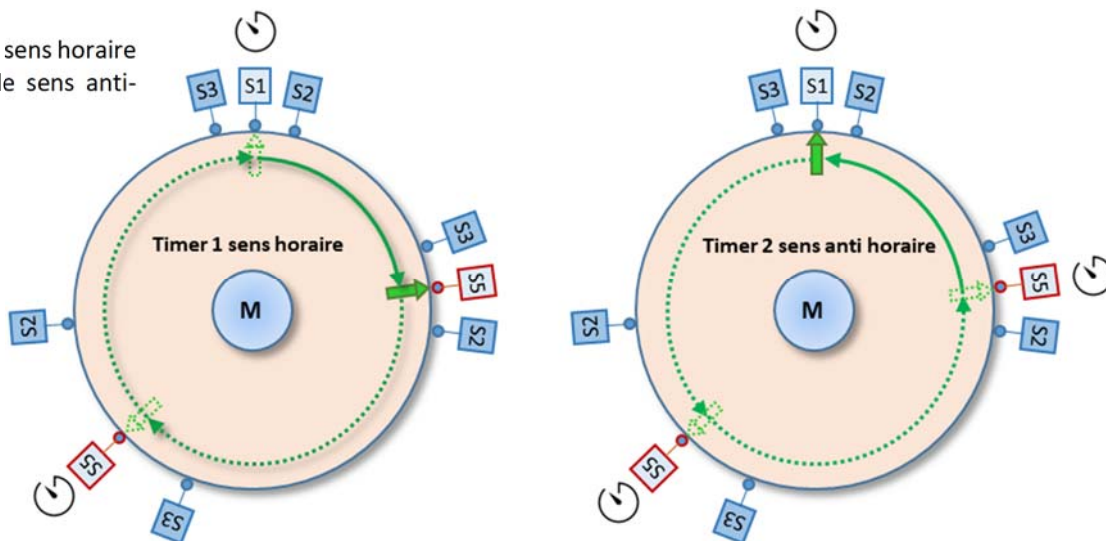 sens horaire
le sens anti-
S3 S1 S2
S3
Timer 1 sens horaire
S5
M
S2
S2
S5
S3
S3 S1 S2
S3
Timer 2 sens anti horaire
S5
M
S2
S2
S5
S3